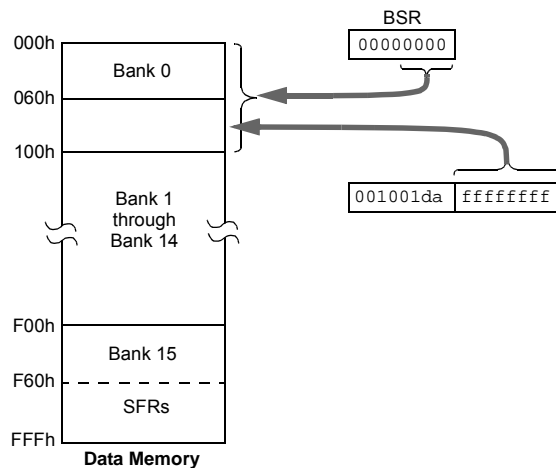 BSR
00000000
000h
Bank 0
060h
100h
001001da ffffffff
Bank 1
through
Bank 14
F00h
Bank 15
F60h
SFRs
FFFh
Data Memory